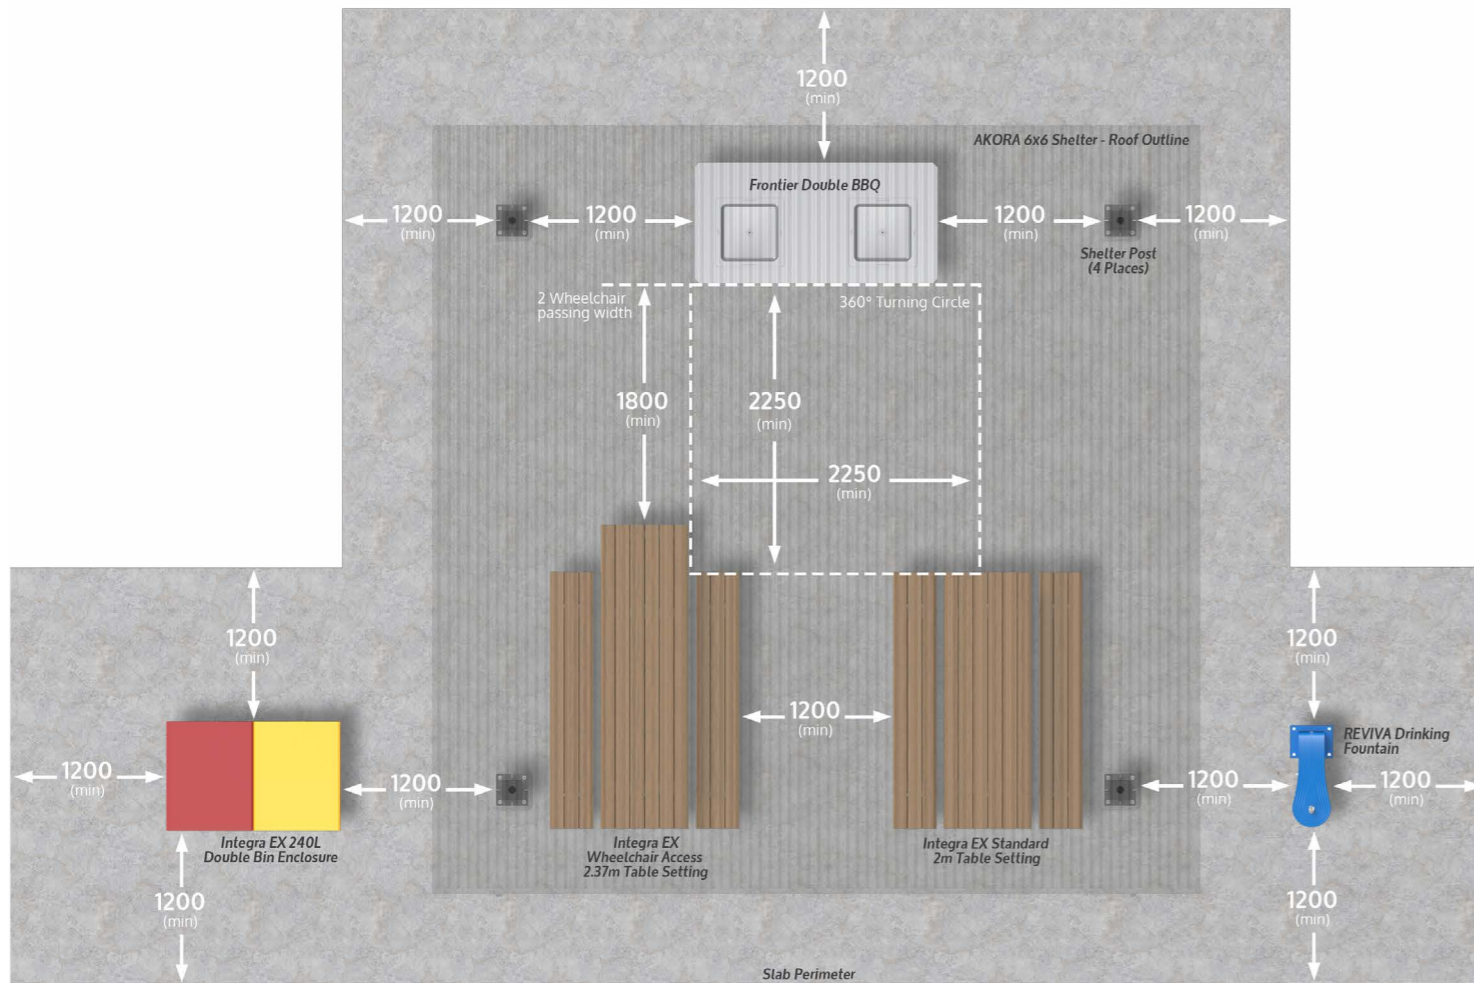 1200
(min)
AKORA 6x6 Shelter - Roof Outline
Frontier Double BBQ
1200
(min)
1200
(min)
1200
(min)
1200
(min)
Shelter Post
(4 Places)
2 Wheelchair
passing width
360° Turning Circle
1800
(min)
2250
(min)
2250
(min)
1200
(min)
1200
(min)
1200
(min)
REVIVA Drinking
Fountain
1200
(min)
1200
(min)
1200
(min)
1200
(min)
Integra EX 240L
Double Bin Enclosure
Integra EX
Wheelchair Access
2.37m Table Setting
Integra EX Standard
2m Table Setting
1200
(min)
1200
(min)
Slab Perimeter